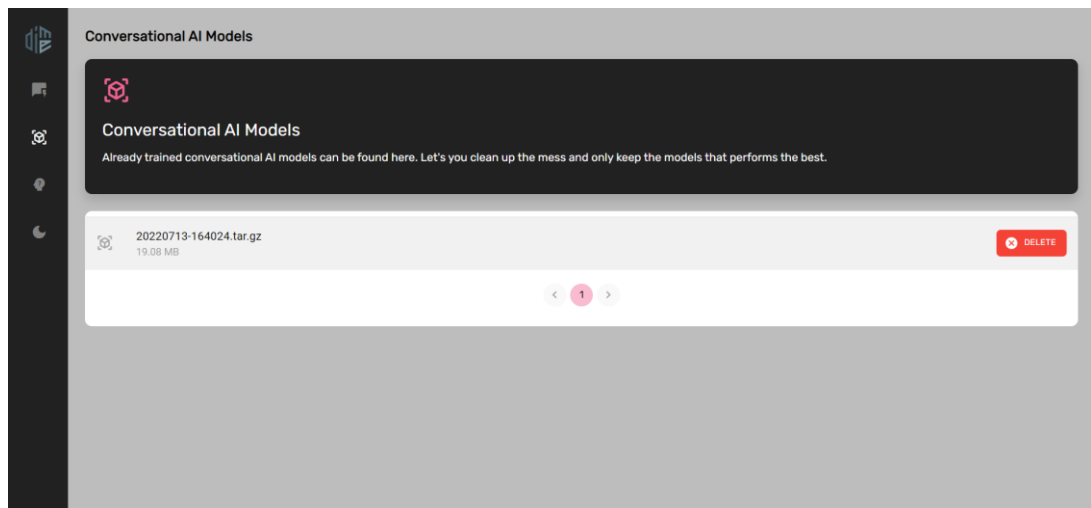 dime
Conversational AI Models
Conversational AI Models
Already trained conversational AI models can be found here. Let's you clean up the mess and only keep the models that performs the best.
20220713-164024.tar.gz
19.08 MB
DELETE
1